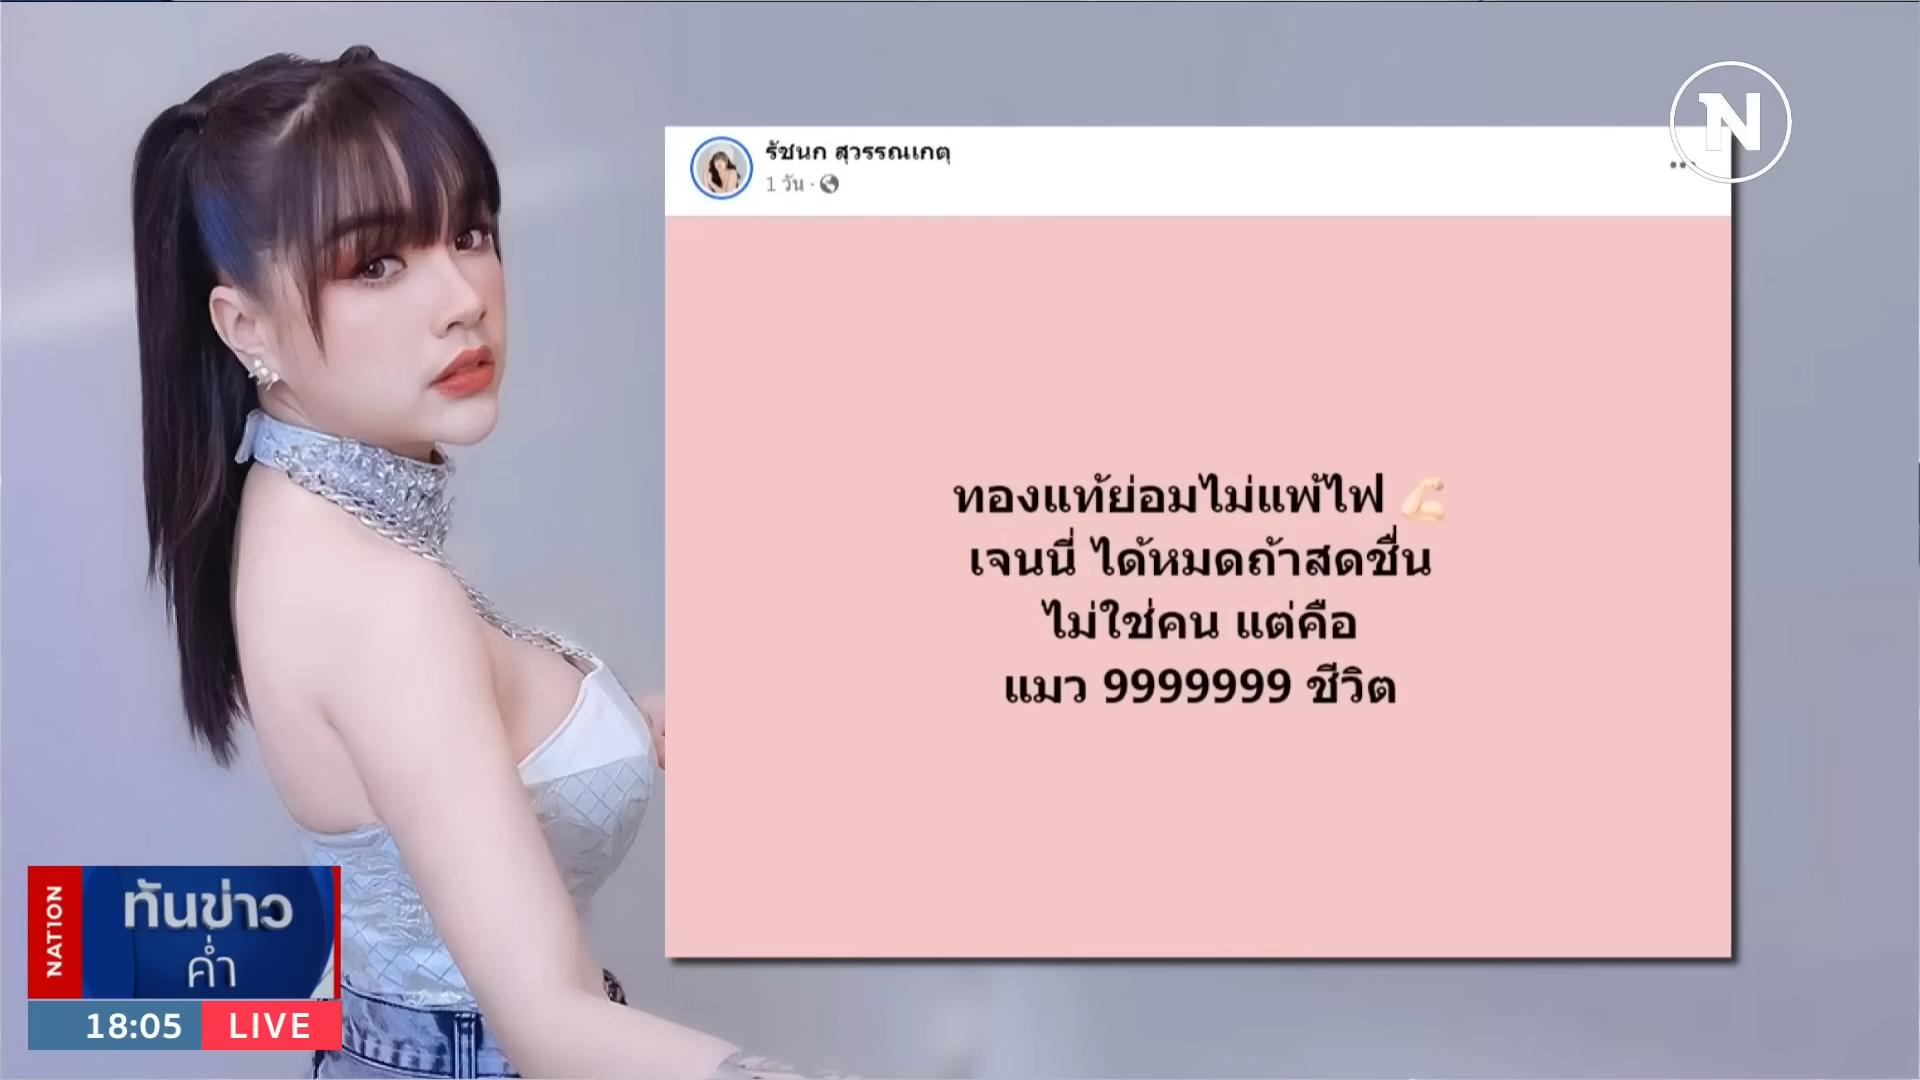 N
รัชนก สุวรรณเกตุ
1 วัน ·
ทองแท้ย่อมไม่แพ้ไฟ 💪🏻
เจนนี่ ได้หมดถ้าสดชื่น
ไม่ใช่คน แต่คือ
แมว 9999999 ชีวิต
NATION
ทันข่าว
ค่ำ
18:05 LIVE